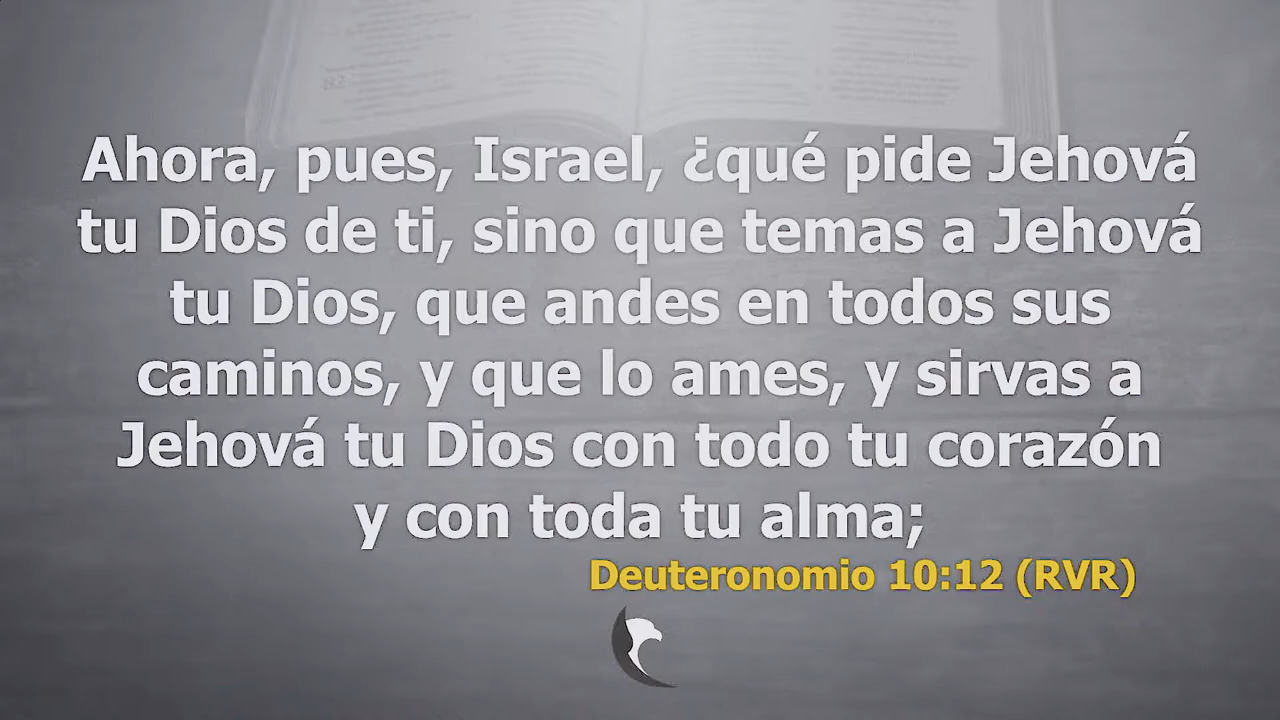 Ahora, pues, Israel, ¿qué pide Jehová
tu Dios de ti, sino que temas a Jehová
tu Dios, que andes en todos sus
caminos, y que lo ames, y sirvas a
Jehová tu Dios con todo tu corazón
y con toda tu alma;
Deuteronomio 10:12 (RVR)